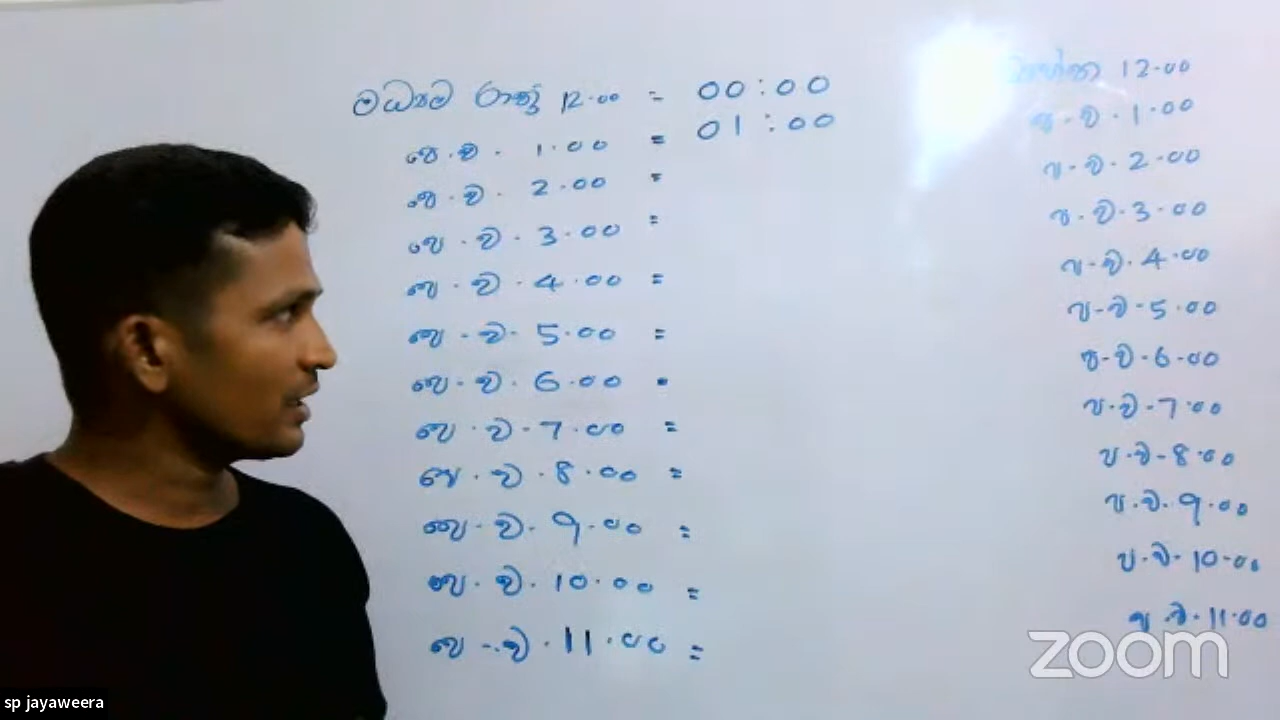 මධ්‍යම රාත්‍රී 12.00 = 00:00
පෙ.ව. 1.00 = 01:00
පෙ.ව. 2.00 =
පෙ.ව. 3.00 =
පෙ.ව. 4.00 =
පෙ.ව. 5.00 =
පෙ.ව. 6.00 =
පෙ.ව. 7.00 =
පෙ.ව. 8.00 =
පෙ.ව. 9.00 =
පෙ.ව. 10.00 =
පෙ.ව. 11.00 =
12.00
ප.ව. 1.00
ප.ව. 2.00
ප.ව. 3.00
ප.ව. 4.00
ප.ව. 5.00
ප.ව. 6.00
ප.ව. 7.00
ප.ව. 8.00
ප.ව. 9.00
ප.ව. 10.00
ප.ව. 11.00
zoom
sp jayaweera